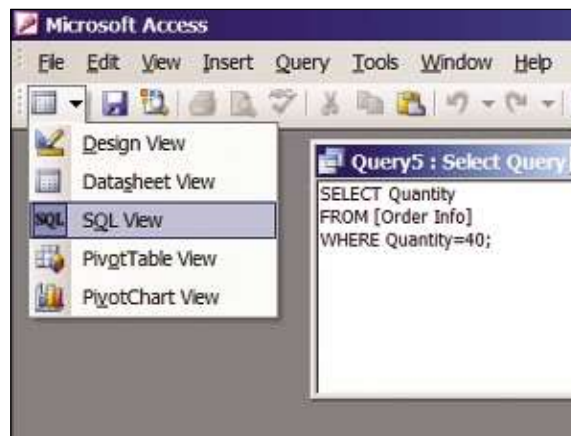 Microsoft Access
File Edit View Insert Query Tools Window Help
Design View
Datasheet View
SQL SQL View
PivotTable View
PivotChart View
Query5 : Select Query
SELECT Quantity
FROM [Order Info]
WHERE Quantity=40;